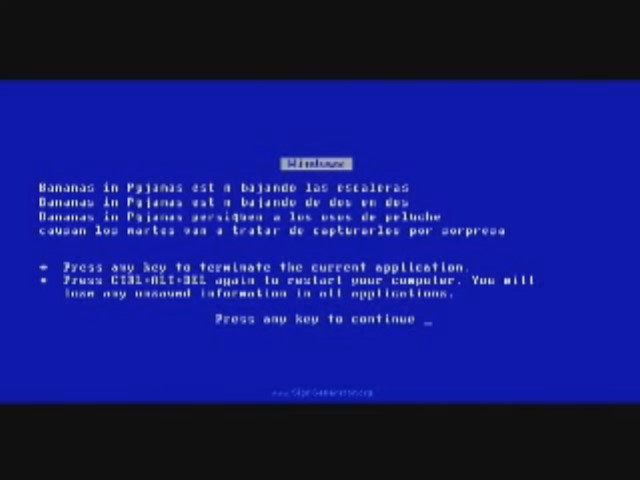 Windows
Bananas in Pyjamas est n bajando las escaleras
Bananas in Pyjamas est n bajando de dos en dos
Bananas in Pyjamas persiguen a los osos de peluche
causan los martes van a tratar de capturarlos por sorpresa
* Press any key to terminate the current application.
* Press CTRL+ALT+DEL again to restart your computer. You will
lose any unsaved information in all applications.
Press any key to continue _